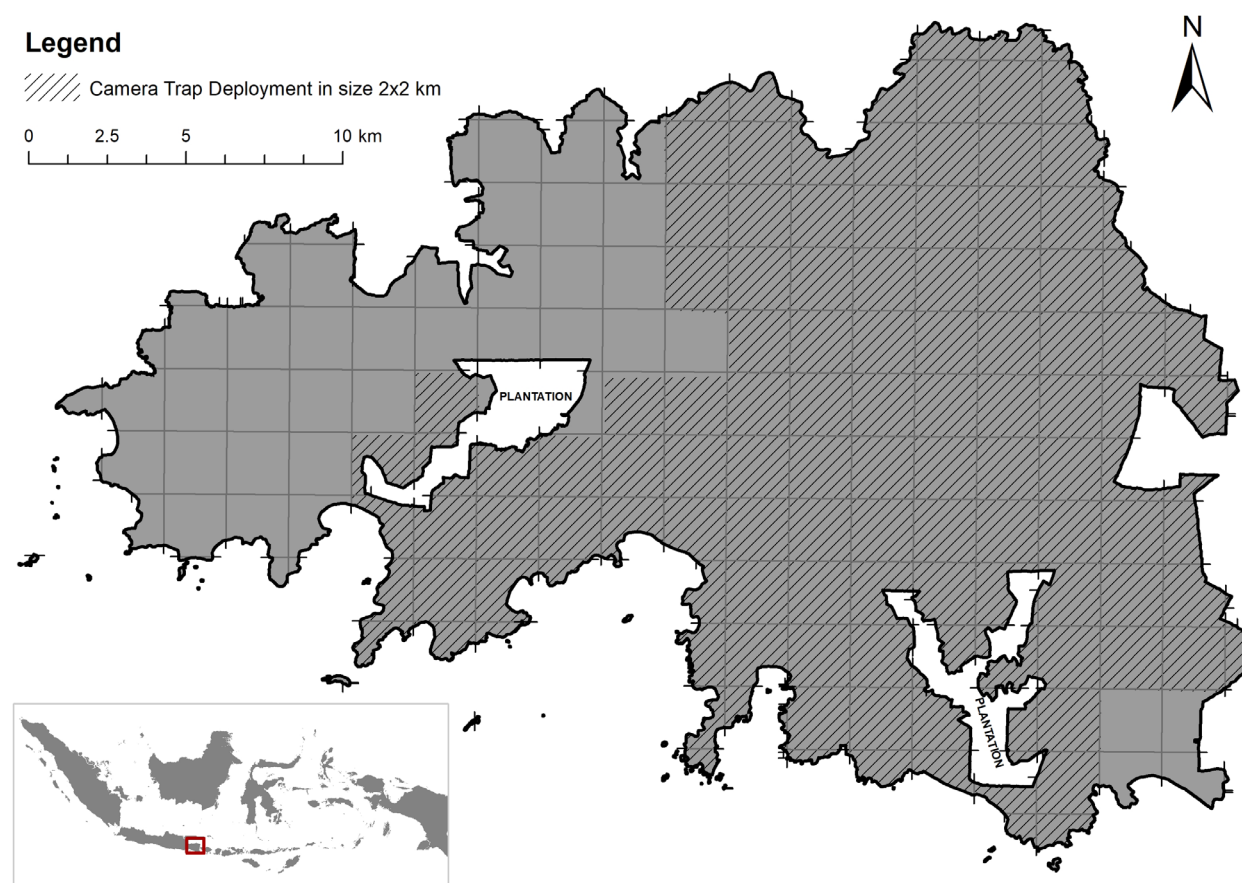 Legend
Camera Trap Deployment in size 2x2 km
0 2.5 5 10 km
N
PLANTATION
PLANTATION